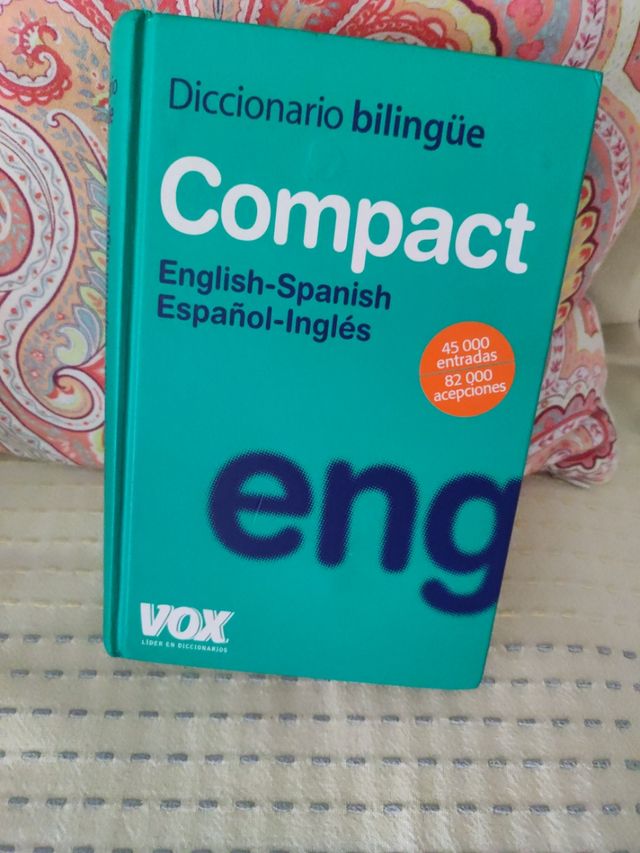 Diccionario bilingüe
Compact
English-Spanish
Español-Inglés
45 000
entradas
82 000
acepciones
eng
VOX
LÍDER EN DICCIONARIOS